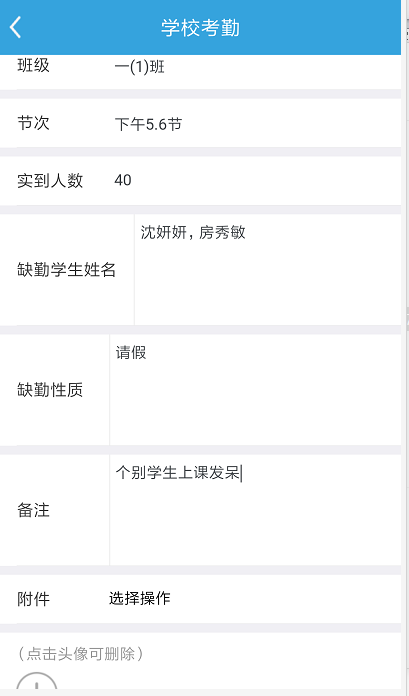 学校考勤
班级 一(1)班
节次 下午5.6节
实到人数 40
缺勤学生姓名 沈妍妍，房秀敏
缺勤性质 请假
备注 个别学生上课发呆
附件 选择操作
（点击头像可删除）